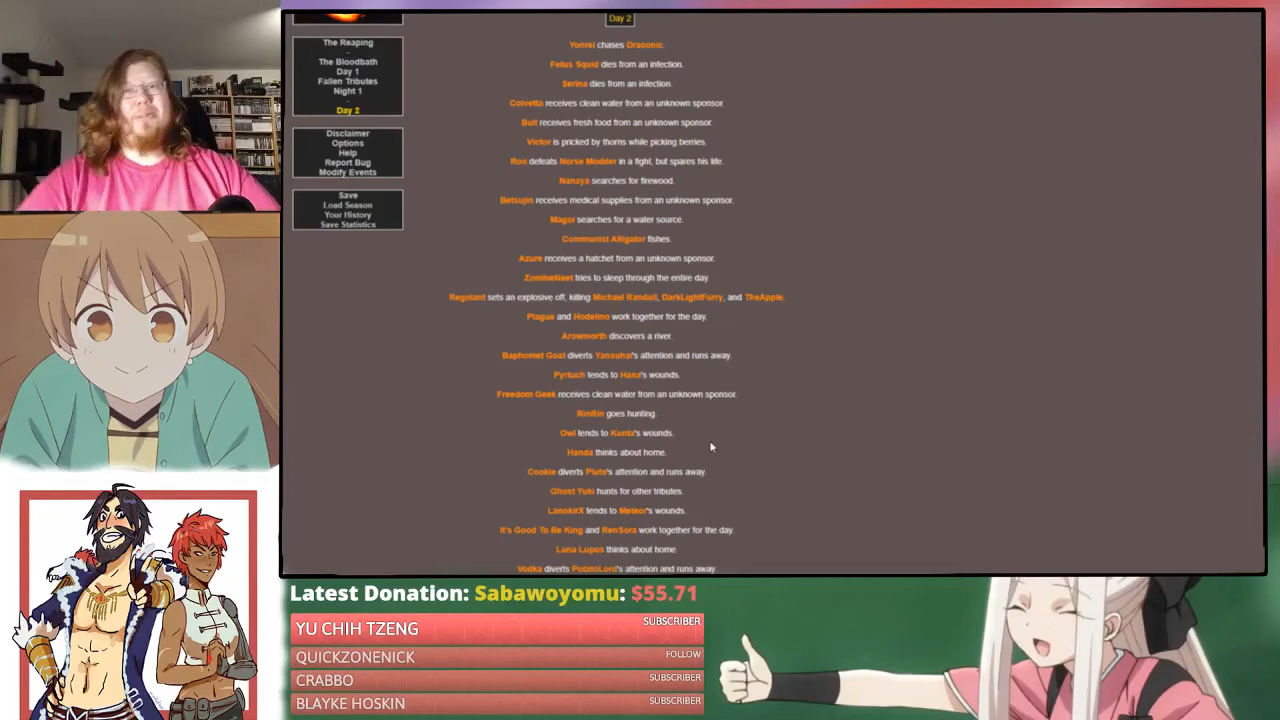 Day 2
The Reaping
-
The Bloodbath
Day 1
Fallen Tributes
Night 1
-
Day 2
Disclaimer
Options
Help
Report Bug
Modify Events
Save
Load Season
Your History
Save Statistics
Yonrei chases Draconic.
Fetus Squid dies from an infection.
Serina dies from an infection.
Colvetta receives clean water from an unknown sponsor.
Bull receives fresh food from an unknown sponsor.
Victor is pricked by thorns while picking berries.
Roo defeats Norse Modder in a fight, but spares his life.
Nanaya searches for firewood.
Betsujin receives medical supplies from an unknown sponsor.
Magoi searches for a water source.
Communist Alligator fishes.
Azure receives a hatchet from an unknown sponsor.
ZombieNeet tries to sleep through the entire day.
Regolant sets an explosive off, killing Michael Randall, DarkLightFurry, and TheApple.
Plague and Hodelino work together for the day.
Arowmorth discovers a river.
Baphomet Goat diverts Yansuhai's attention and runs away.
Pyrtuch tends to Hanz's wounds.
Freedom Geek receives clean water from an unknown sponsor.
RinRin goes hunting.
Owl tends to Kunta's wounds.
Handa thinks about home.
Cookie diverts Pluto's attention and runs away.
Ghost Yuki hunts for other tributes.
LanokirX tends to Meteor's wounds.
It's Good To Be King and RenSora work together for the day.
Luna Lupus thinks about home.
Vodka diverts PotatoLord's attention and runs away.
Latest Donation: Sabawoyomu: $55.71
YU CHIH TZENG SUBSCRIBER
QUICKZONENICK FOLLOW
CRABBO SUBSCRIBER
BLAYKE HOSKIN SUBSCRIBER